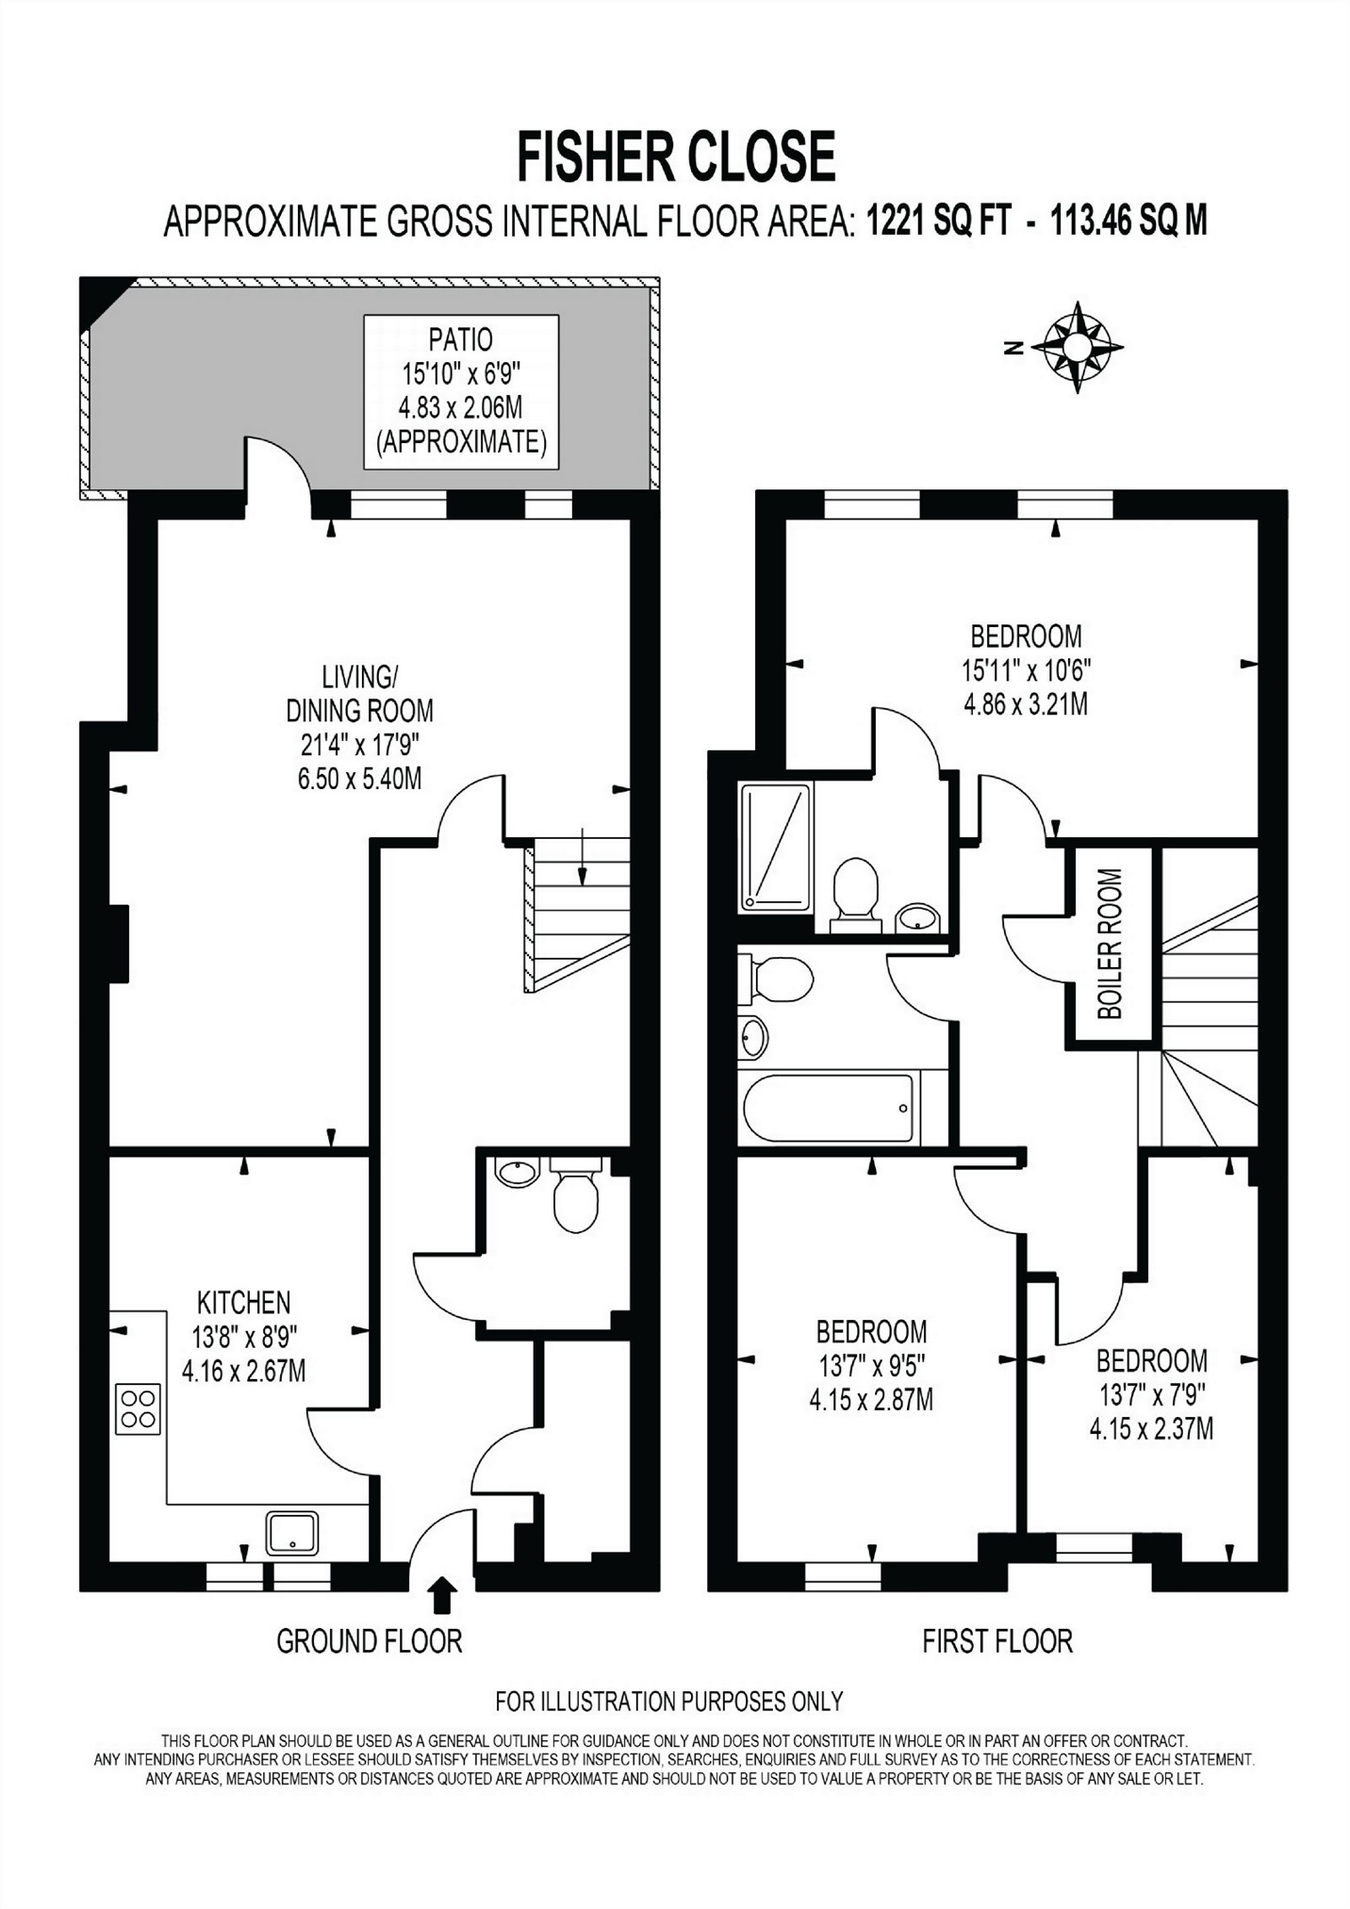 FISHER CLOSE
APPROXIMATE GROSS INTERNAL FLOOR AREA: 1221 SQ FT - 113.46 SQ M
PATIO
15'10" x 6'9"
4.83 x 2.06M
(APPROXIMATE)
N
LIVING/
DINING ROOM
21'4" x 17'9"
6.50 x 5.40M
BEDROOM
15'11" x 10'6"
4.86 x 3.21M
BOILER ROOM
KITCHEN
13'8" x 8'9"
4.16 x 2.67M
BEDROOM
13'7" x 9'5"
4.15 x 2.87M
BEDROOM
13'7" x 7'9"
4.15 x 2.37M
GROUND FLOOR
FIRST FLOOR
FOR ILLUSTRATION PURPOSES ONLY
THIS FLOOR PLAN SHOULD BE USED AS A GENERAL OUTLINE FOR GUIDANCE ONLY AND DOES NOT CONSTITUTE IN WHOLE OR IN PART AN OFFER OR CONTRACT.
ANY INTENDING PURCHASER OR LESSEE SHOULD SATISFY THEMSELVES BY INSPECTION, SEARCHES, ENQUIRIES AND FULL SURVEY AS TO THE CORRECTNESS OF EACH STATEMENT.
ANY AREAS, MEASUREMENTS OR DISTANCES QUOTED ARE APPROXIMATE AND SHOULD NOT BE USED TO VALUE A PROPERTY OR BE THE BASIS OF ANY SALE OR LET.